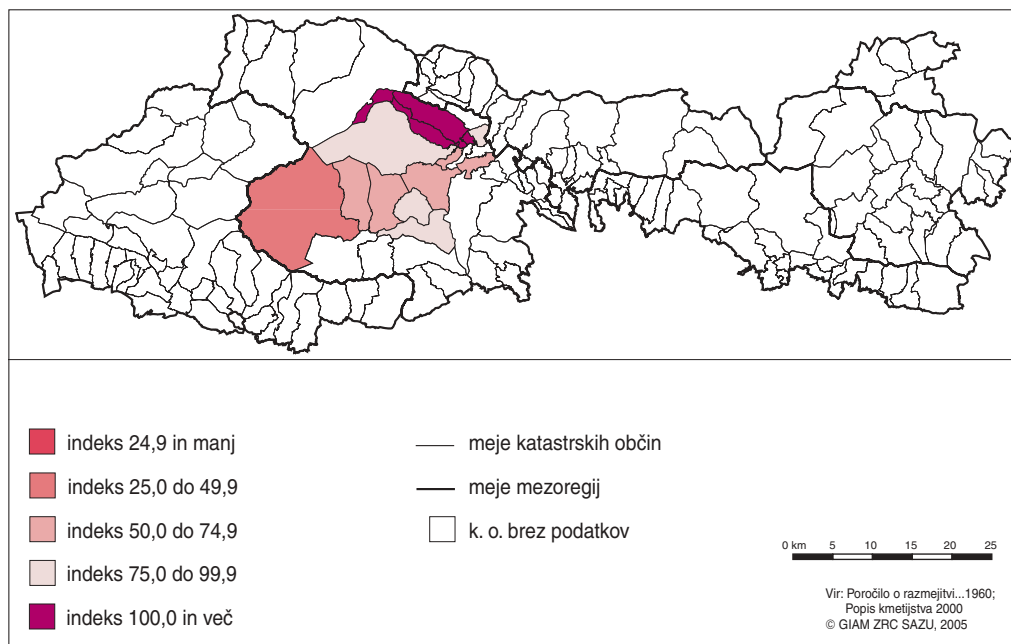 indeks 24,9 in manj
indeks 25,0 do 49,9
indeks 50,0 do 74,9
indeks 75,0 do 99,9
indeks 100,0 in več
meje katastrskih občin
meje mezoregij
k. o. brez podatkov
0 km 5 10 15 20 25
Vir: Poročilo o razmejitvi...1960;
Popis kmetijstva 2000
© GIAM ZRC SAZU, 2005